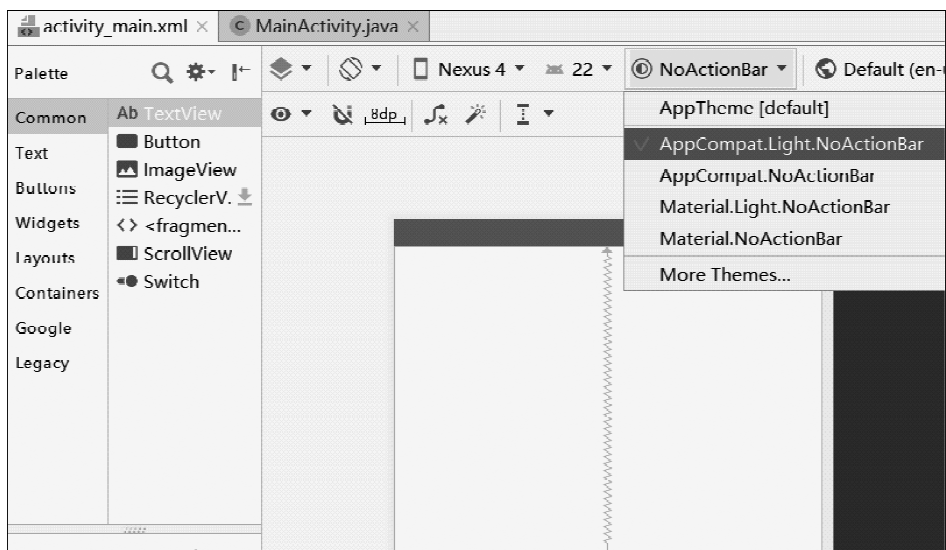 activity_main.xml
MainActivity.java
Palette
Nexus 4
22
NoActionBar
Default (en-
Common
Text
Buttons
Widgets
Layouts
Containers
Google
Legacy
Ab TextView
Button
ImageView
RecyclerV.
<fragmen...
ScrollView
Switch
8dp
AppTheme [default]
AppCompat.Light.NoActionBar
AppCompat.NoActionBar
Material.Light.NoActionBar
Material.NoActionBar
More Themes...